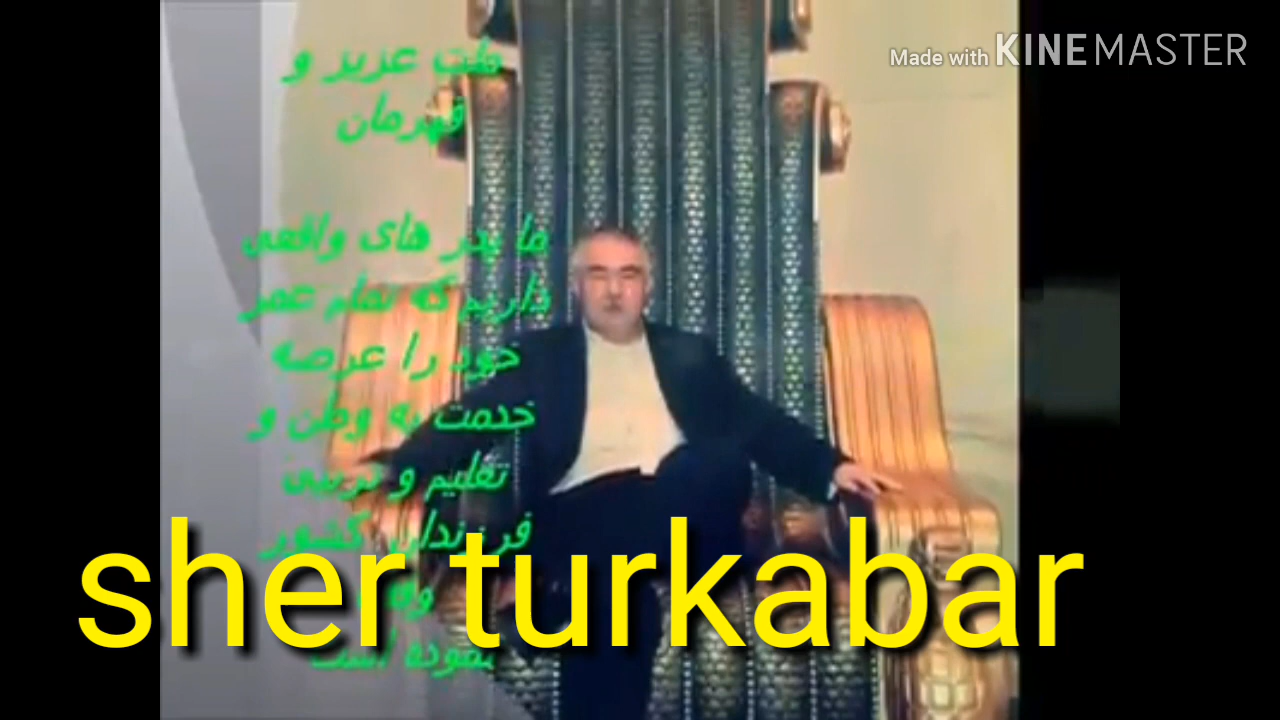 Made with KINEMASTER
ملت عزیز و
قهرمان
ما پدر های واقعی
داریم که تمام عمر
خود را عرصه
خدمت به وطن و
تعلیم و تربیی
فرزندان کشور
نموده است
sher turkabar